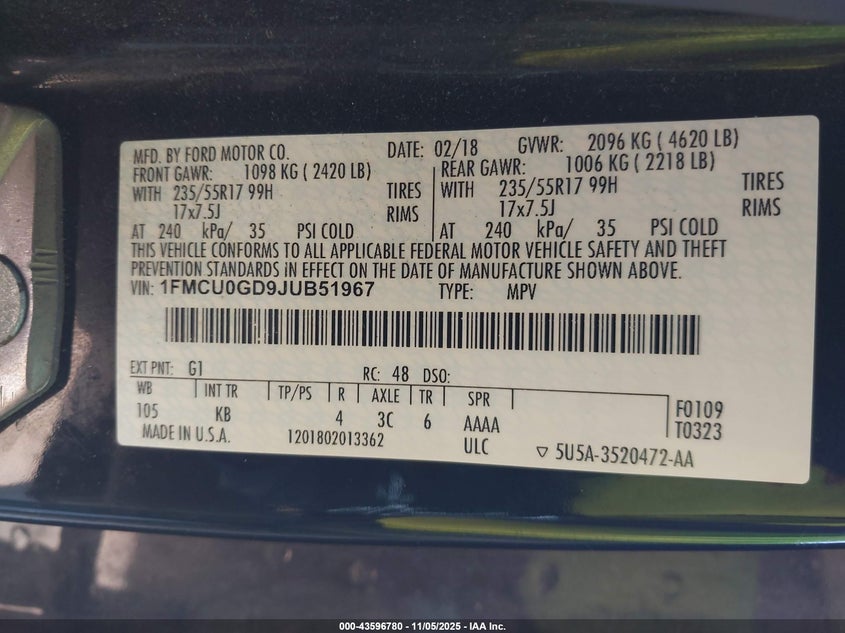 MFD. BY FORD MOTOR CO. DATE: 02/18 GVWR: 2096 KG ( 4620 LB)
FRONT GAWR: 1098 KG ( 2420 LB) REAR GAWR: 1006 KG ( 2218 LB)
WITH 235/55R17 99H TIRES WITH 235/55R17 99H TIRES
17x7.5J RIMS 17x7.5J RIMS
AT 240 kPa/ 35 PSI COLD AT 240 kPa/ 35 PSI COLD
THIS VEHICLE CONFORMS TO ALL APPLICABLE FEDERAL MOTOR VEHICLE SAFETY AND THEFT
PREVENTION STANDARDS IN EFFECT ON THE DATE OF MANUFACTURE SHOWN ABOVE.
VIN: 1FMCU0GD9JUB51967 TYPE: MPV
EXT PNT: G1 RC: 48 DSO:
WB INT TR TP/PS R AXLE TR SPR
105 KB 4 3C 6 AAAA F0109
MADE IN U.S.A. 1201802013362 ULC T0323
5U5A-3520472-AA
000-43596780 - 11/05/2025 - IAA Inc.